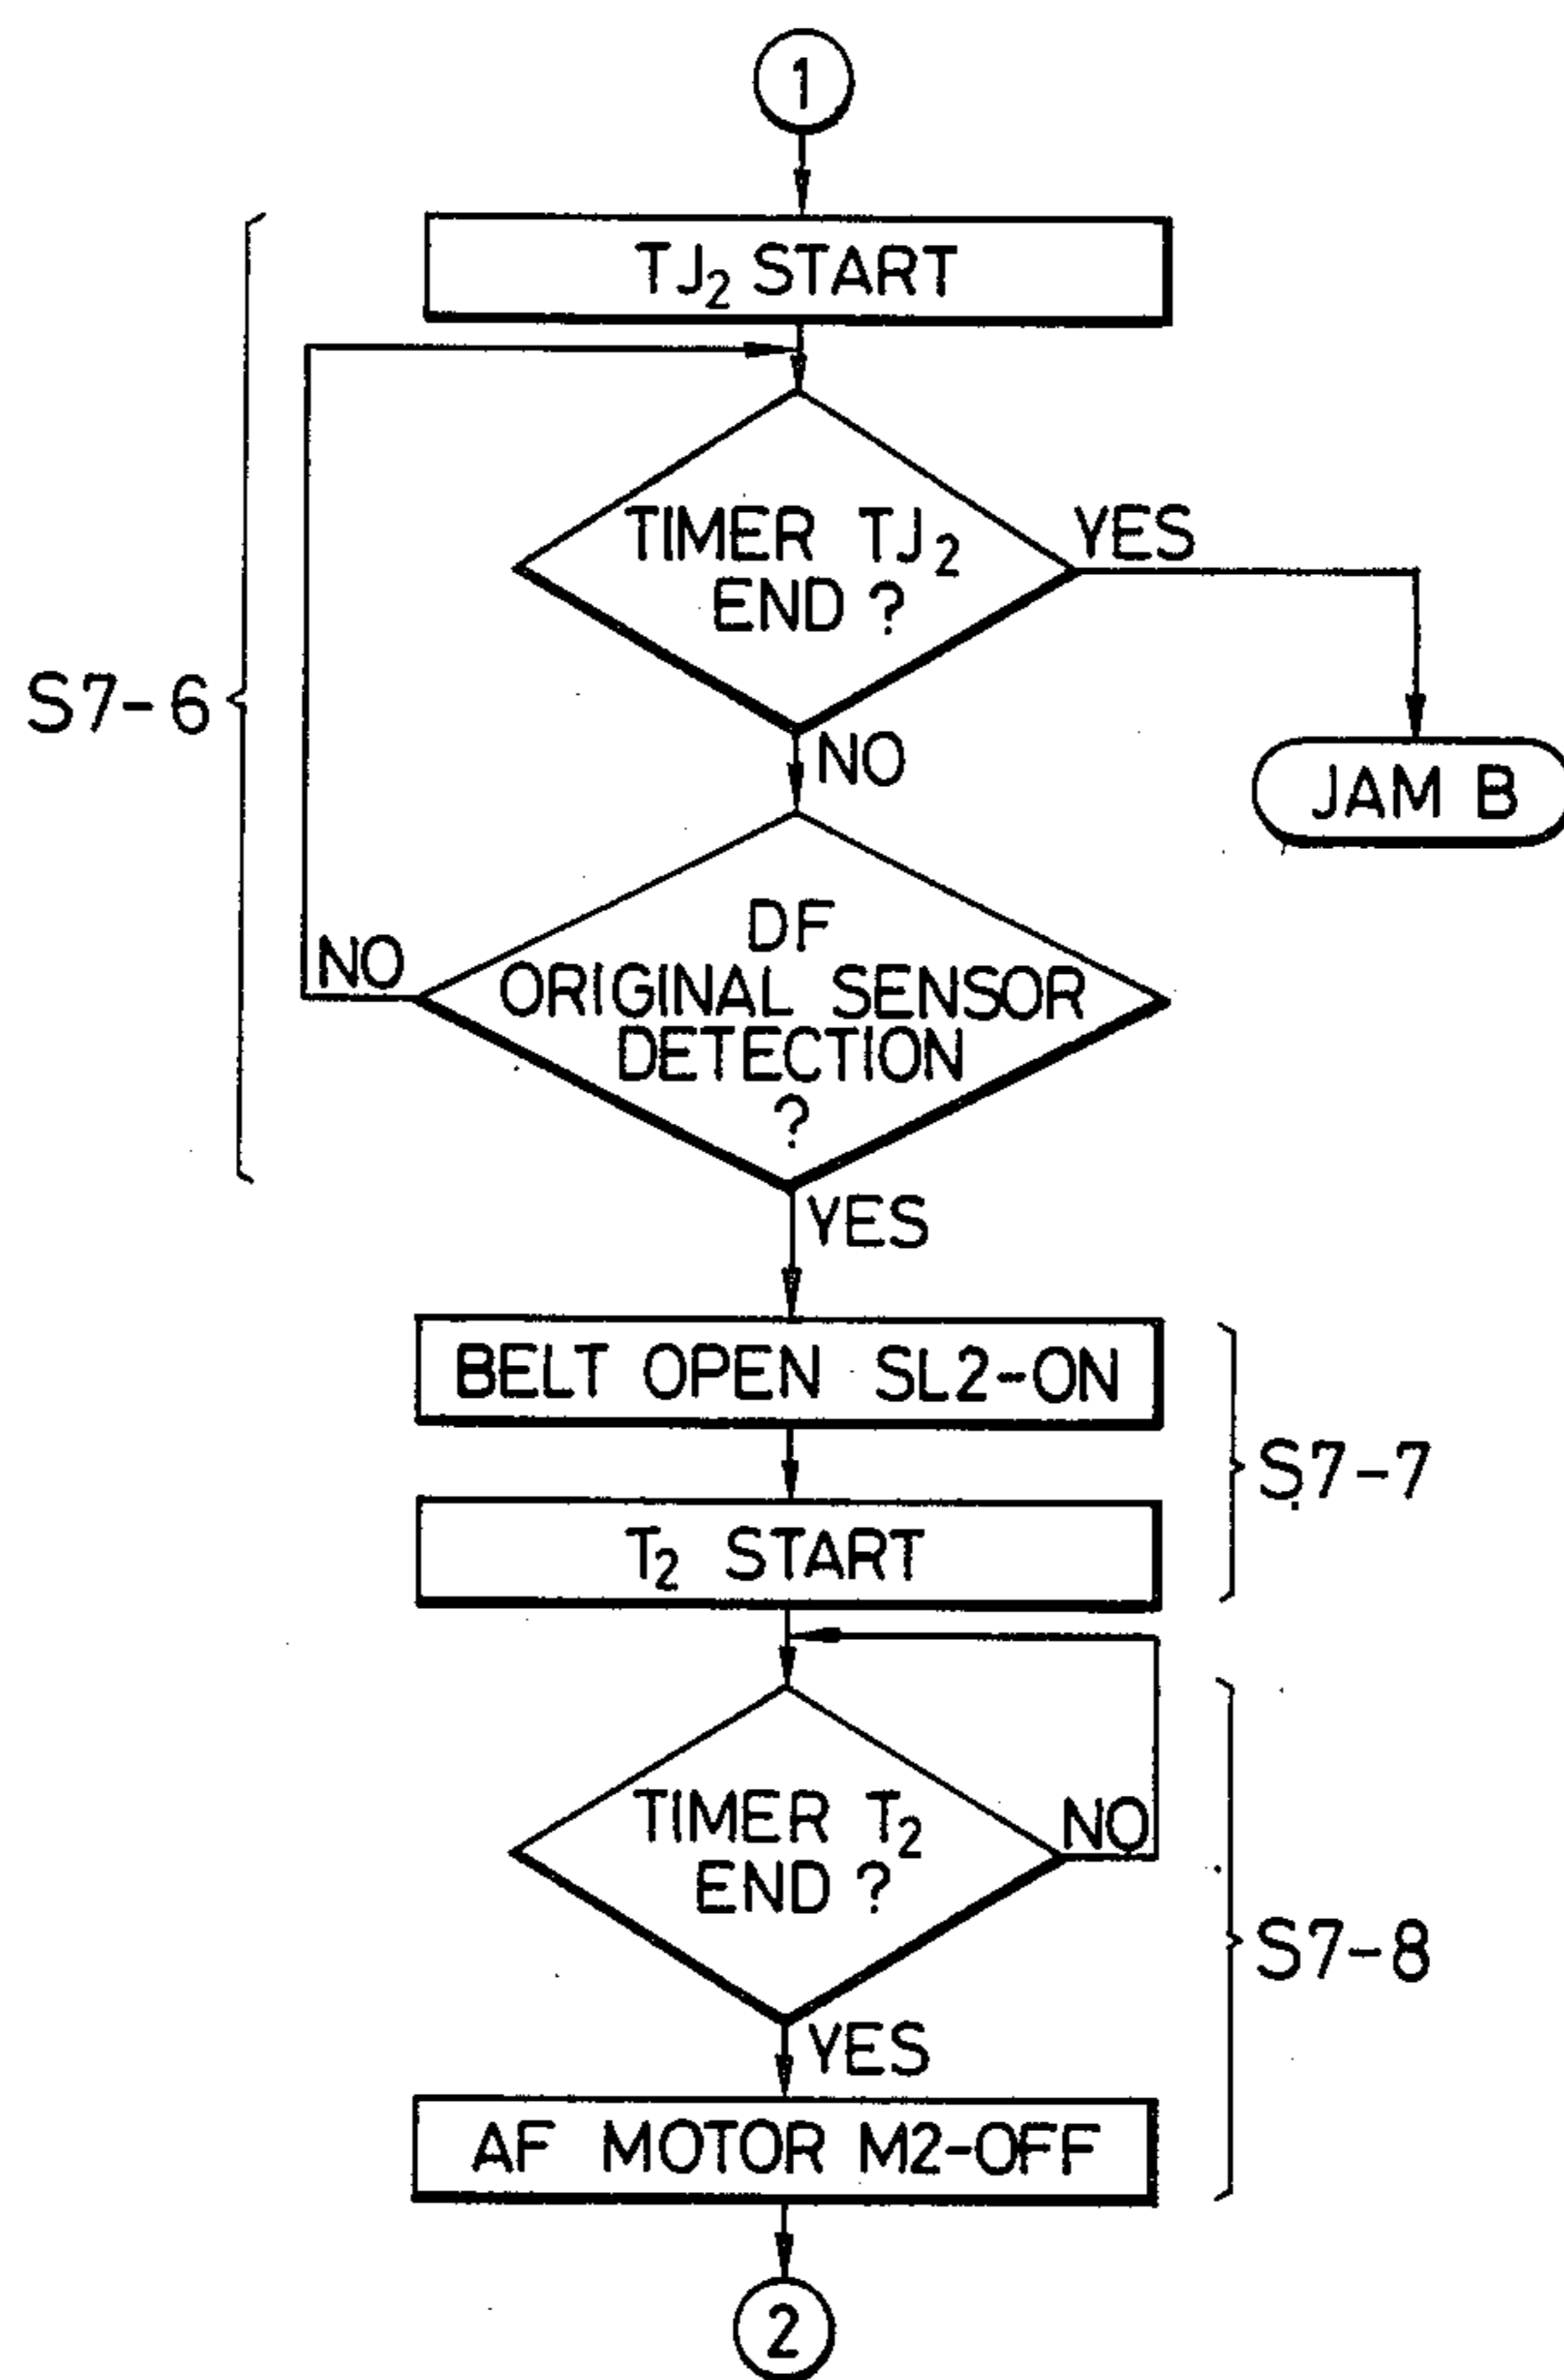 1
TJ₂ START
TIMER TJ₂
END ?
YES
S7-6
NO
JAM B
DF
ORIGINAL SENSOR
DETECTION
?
NO
YES
BELT OPEN SL2-ON
S7-7
T₂ START
TIMER T₂
END ?
NO
S7-8
YES
AF MOTOR M2-OFF
2